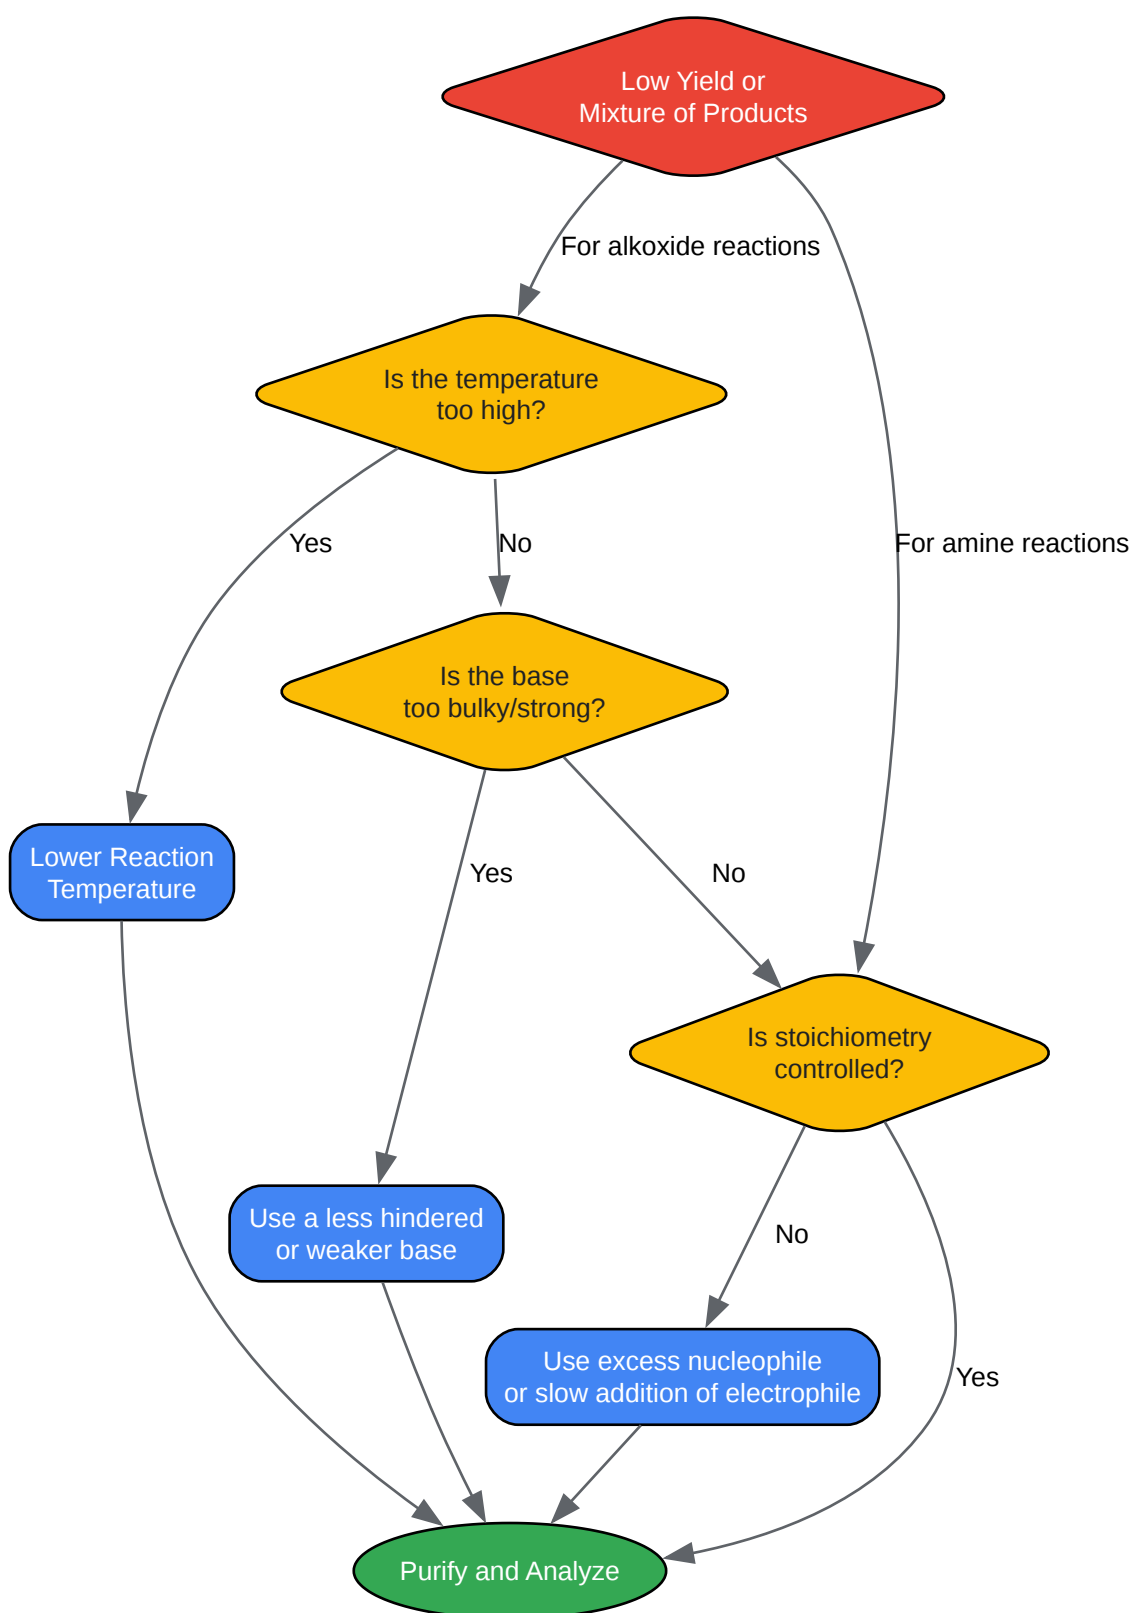 Low Yield or
Mixture of Products
For alkoxide reactions
Is the temperature
too high?
Yes
No
For amine reactions
Is the base
too bulky/strong?
Lower Reaction
Temperature
Yes
No
Is stoichiometry
controlled?
Use a less hindered
or weaker base
No
Use excess nucleophile
or slow addition of electrophile
Yes
Purify and Analyze